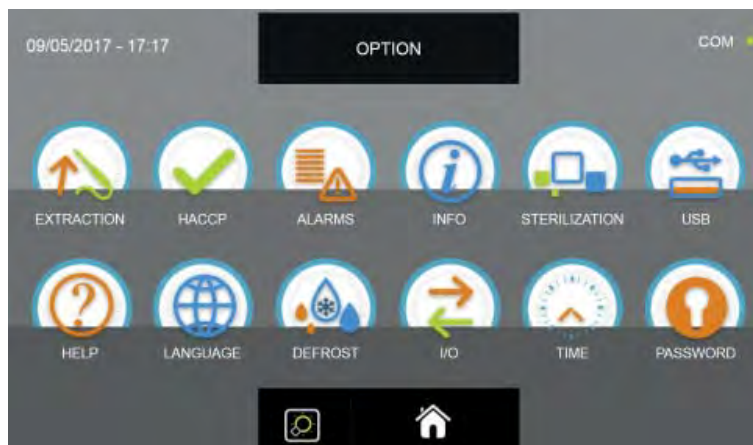 09/05/2017 - 17:17
OPTION
COM
EXTRACTION
HACCP
ALARMS
INFO
STERILIZATION
USB
HELP
LANGUAGE
DEFROST
I/O
TIME
PASSWORD